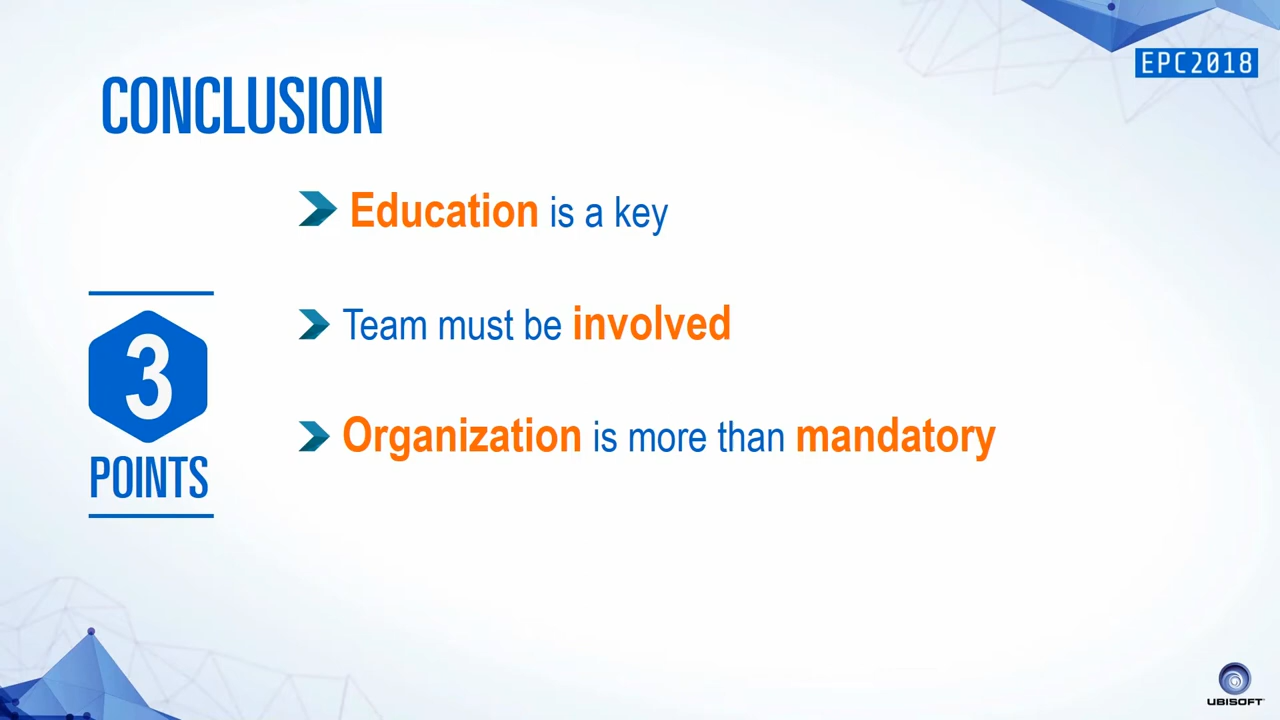 EPC2018
CONCLUSION
Education is a key
Team must be involved
Organization is more than mandatory
3
POINTS
UBISOFT